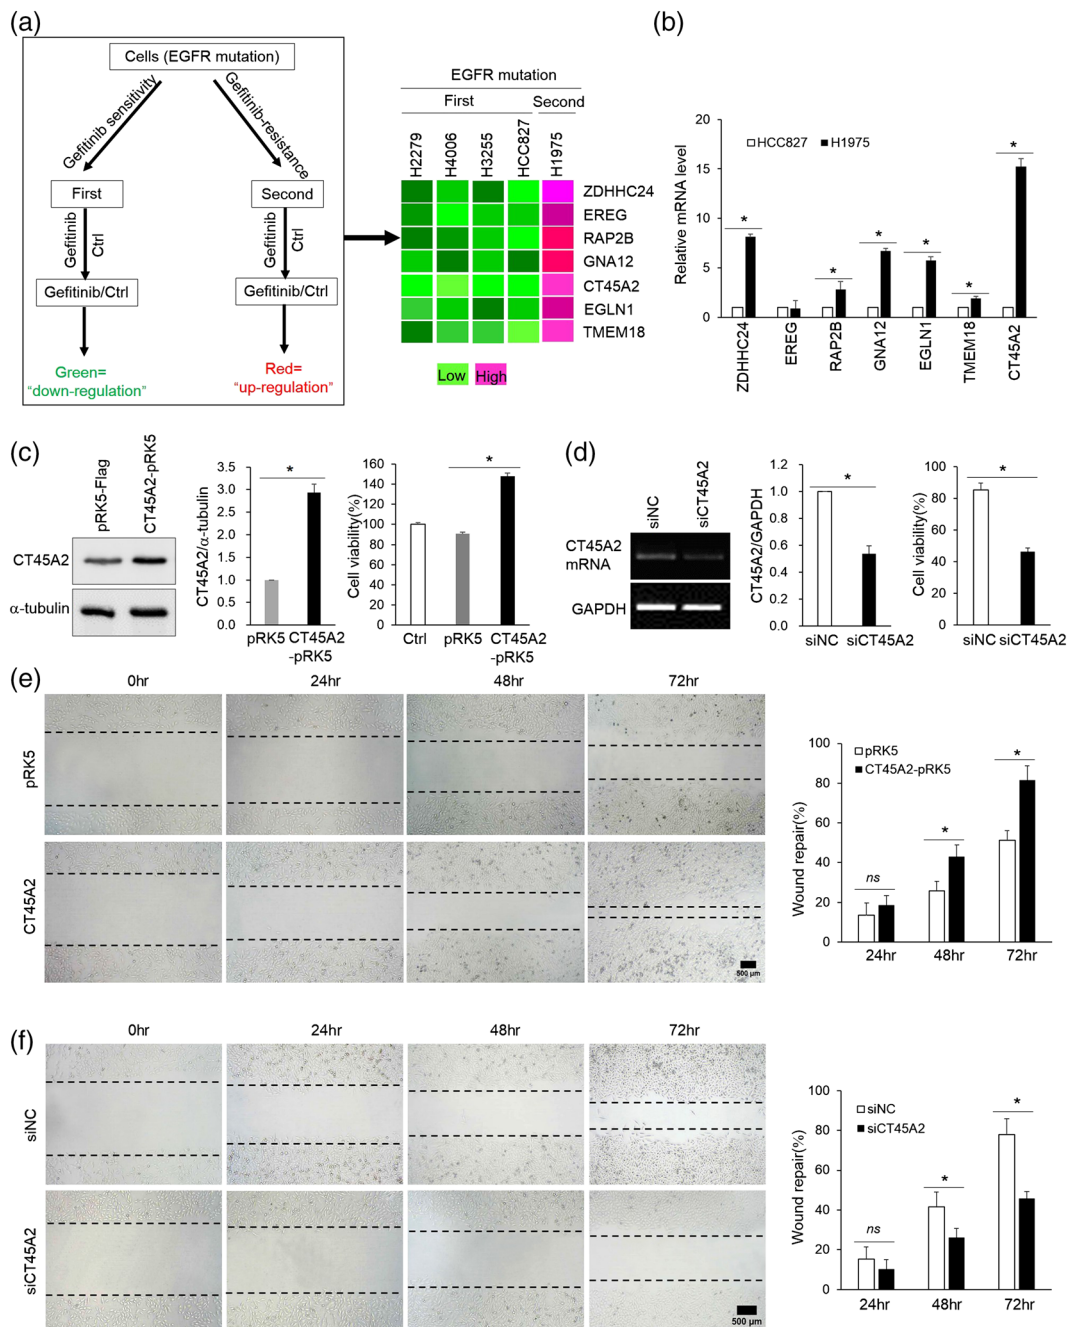 (a)
Cells (EGFR mutation)
Gefitinib sensitivity
Gefitinib-resistance
First
Second
Gefitinib
Ctrl
Gefitinib
Ctrl
Gefitinib/Ctrl
Gefitinib/Ctrl
Green=
“down-regulation”
Red=
“up-regulation”
EGFR mutation
First
Second
H2279
H4006
H3255
HCC827
H1975
ZDHHC24
EREG
RAP2B
GNA12
CT45A2
EGLN1
TMEM18
Low
High
(b)
Relative mRNA level
20
15
10
5
0
HCC827
H1975
*
*
*
*
*
*
ZDHHC24
EREG
RAP2B
GNA12
EGLN1
TMEM18
CT45A2
(c)
pRK5-Flag
CT45A2-pRK5
CT45A2
α-tubulin
CT45A2/α-tubulin
3.5
3.0
2.5
2.0
1.5
1.0
0.5
0.0
*
pRK5 CT45A2
-pRK5
Cell viability(%)
160
140
120
100
80
60
40
20
0
*
Ctrl
pRK5 CT45A2
-pRK5
(d)
siNC
siCT45A2
CT45A2
mRNA
GAPDH
CT45A2/GAPDH
1.2
1.0
0.8
0.6
0.4
0.2
0.0
*
siNC siCT45A2
Cell viability(%)
100
80
60
40
20
0
*
siNC siCT45A2
(e)
0hr
24hr
48hr
72hr
pRK5
CT45A2
500 μm
Wound repair(%)
100
80
60
40
20
0
pRK5
CT45A2-pRK5
ns
*
*
24hr
48hr
72hr
(f)
0hr
24hr
48hr
72hr
siNC
siCT45A2
500 μm
Wound repair(%)
100
80
60
40
20
0
siNC
siCT45A2
ns
*
*
24hr
48hr
72hr